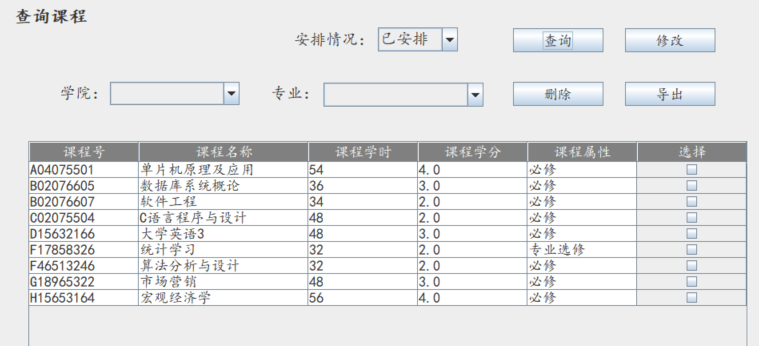 查询课程
安排情况: 已安排 查询 修改
学院: 专业: 删除 导出
课程号 课程名称 课程学时 课程学分 课程属性 选择
A04075501 单片机原理及应用 54 4.0 必修
B02076605 数据库系统概论 36 3.0 必修
B02076607 软件工程 34 2.0 必修
C02075504 C语言程序与设计 48 2.0 必修
D15632166 大学英语3 48 3.0 必修
F17858326 统计学习 32 2.0 专业选修
F46513246 算法分析与设计 32 2.0 必修
G18965322 市场营销 48 3.0 必修
H15653164 宏观经济学 56 4.0 必修